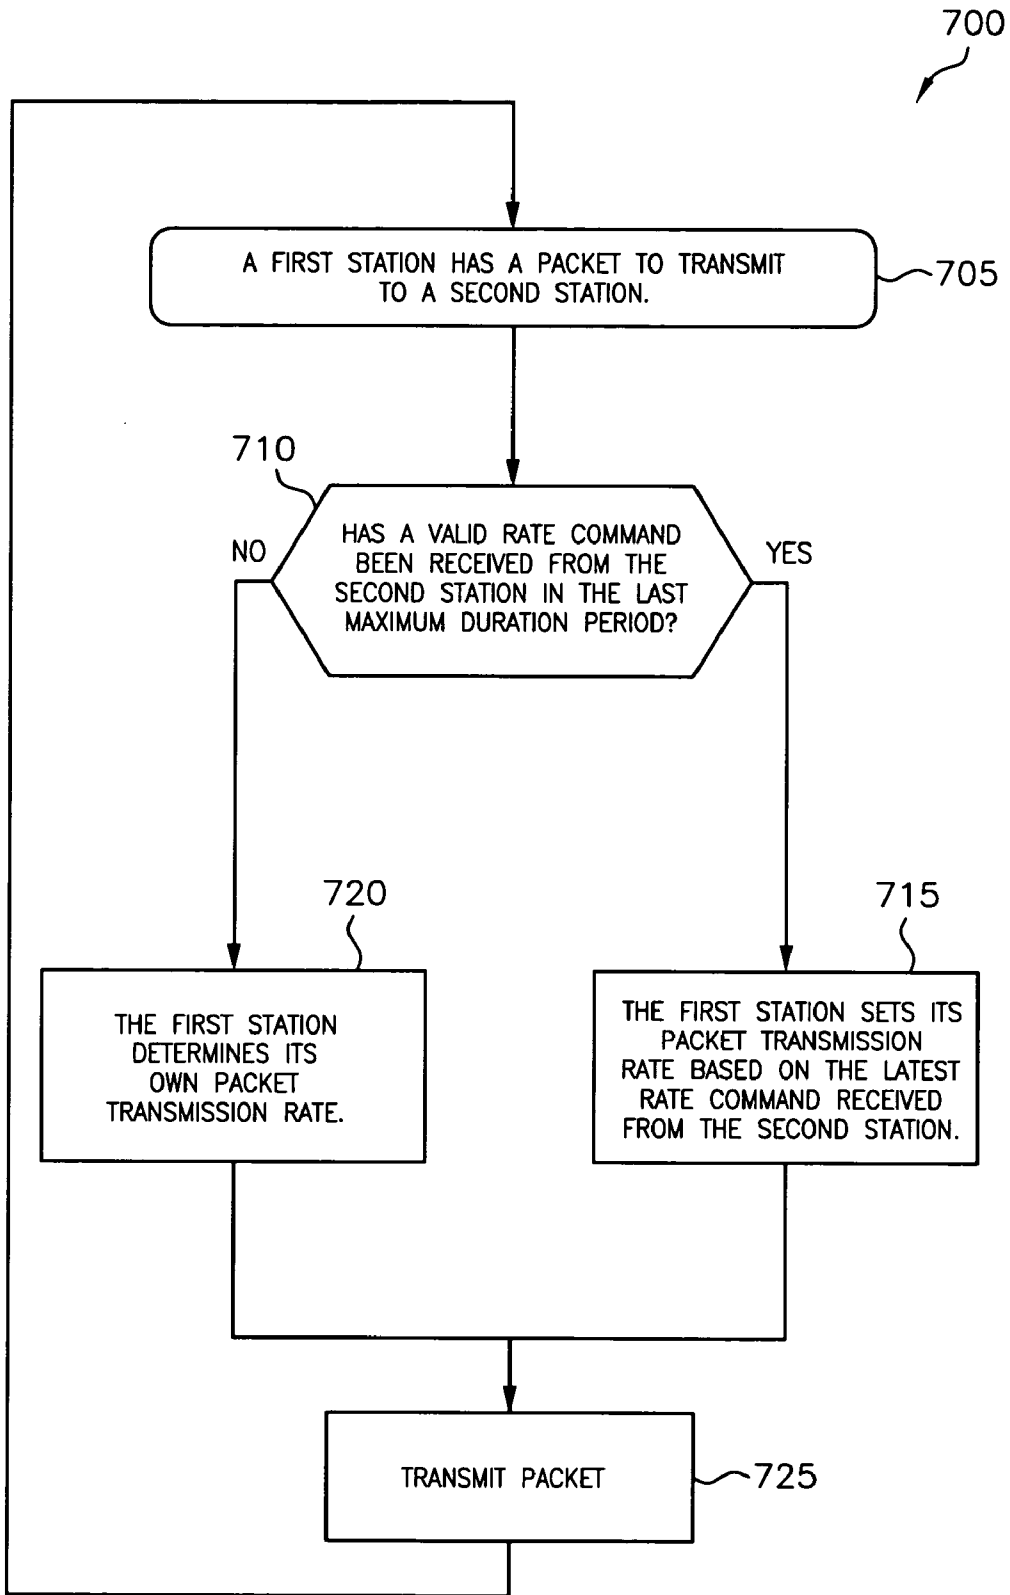 700
A FIRST STATION HAS A PACKET TO TRANSMIT
TO A SECOND STATION.
705
710
HAS A VALID RATE COMMAND
BEEN RECEIVED FROM THE
SECOND STATION IN THE LAST
MAXIMUM DURATION PERIOD?
NO
YES
720
715
THE FIRST STATION
DETERMINES ITS
OWN PACKET
TRANSMISSION RATE.
THE FIRST STATION SETS ITS
PACKET TRANSMISSION
RATE BASED ON THE LATEST
RATE COMMAND RECEIVED
FROM THE SECOND STATION.
TRANSMIT PACKET
725